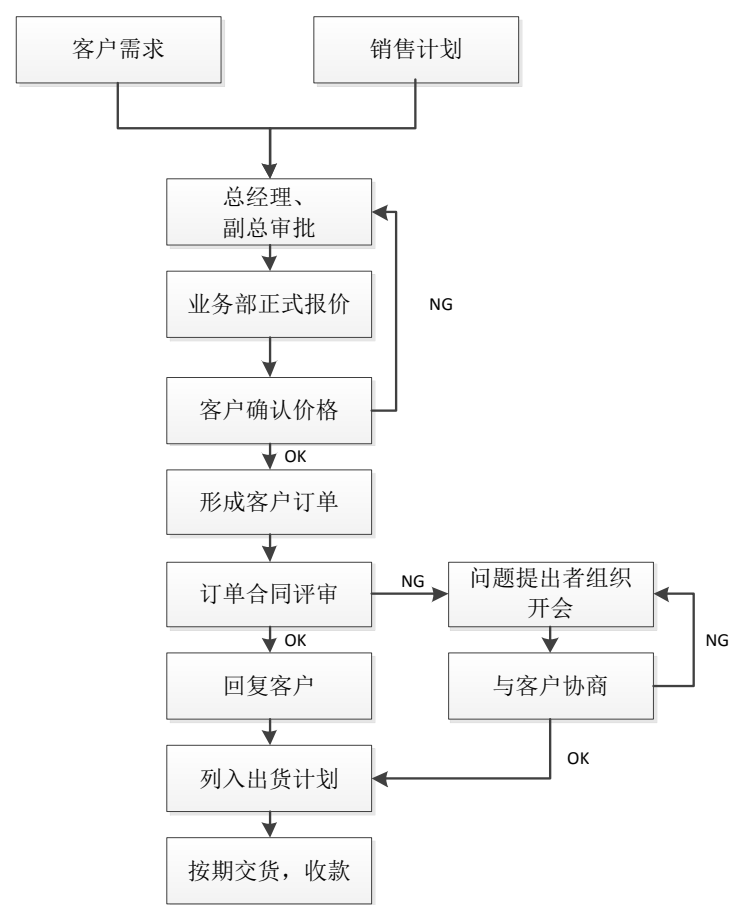 客户需求
销售计划
总经理、
副总审批
业务部正式报价
NG
客户确认价格
OK
形成客户订单
订单合同评审
NG
问题提出者组织
开会
OK
NG
回复客户
与客户协商
列入出货计划
OK
按期交货，收款